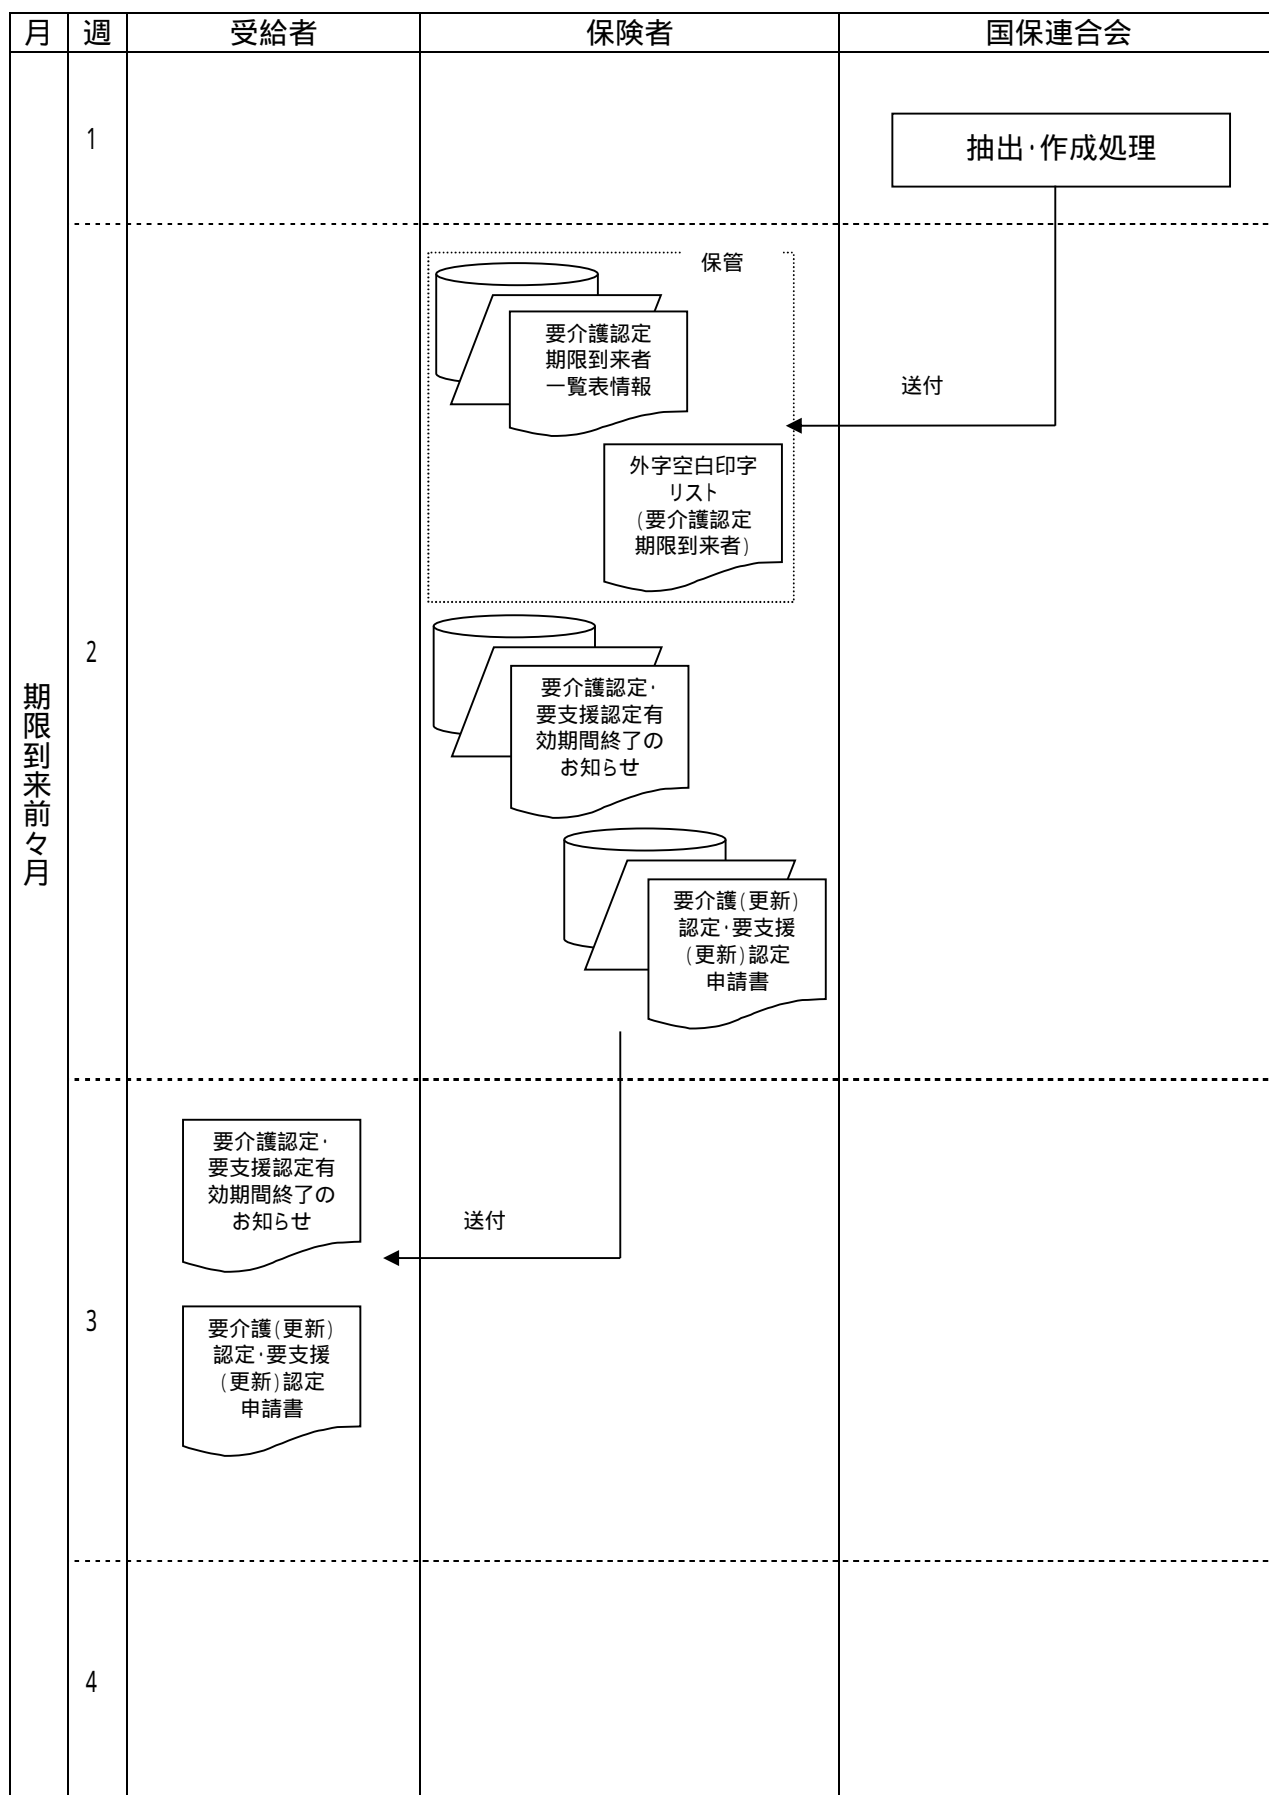 月 週 受給者 保険者 国保連合会
1
抽出・作成処理
保管
要介護認定
期限到来者
一覧表情報
送付
外字空白印字
リスト
(要介護認定
期限到来者)
2
期限到来前々月
要介護認定・
要支援認定有
効期間終了の
お知らせ
要介護(更新)
認定・要支援
(更新)認定
申請書
要介護認定・
要支援認定有
効期間終了の
お知らせ
送付
3
要介護(更新)
認定・要支援
(更新)認定
申請書
4